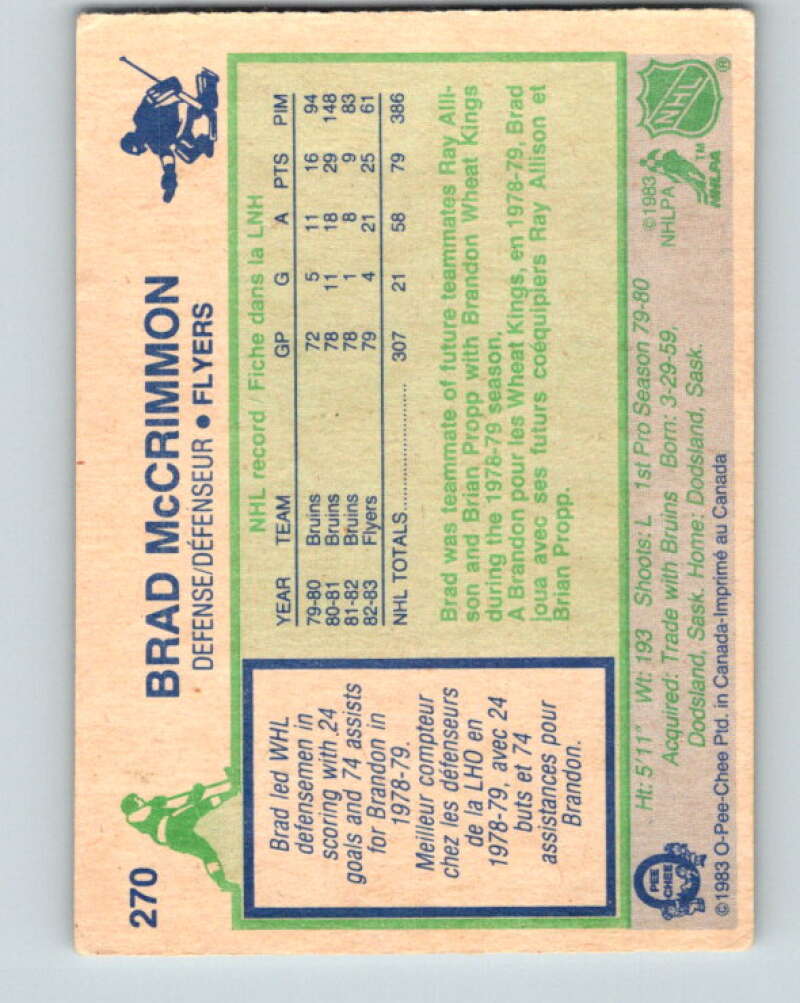 270
BRAD McCRIMMON
DEFENSE/DÉFENSEUR • FLYERS
Brad led WHL
defensemen in
scoring with 24
goals and 74 assists
for Brandon in
1978-79.
Meilleur compteur
chez les défenseurs
de la LHO en
1978-79, avec 24
buts et 74
assistances pour
Brandon.
NHL record / Fiche dans la LNH
YEAR TEAM GP G A PTS PIM
79-80 Bruins 72 5 11 16 94
80-81 Bruins 78 11 18 29 148
81-82 Bruins 78 1 8 9 83
82-83 Flyers 79 4 21 25 61
NHL TOTALS 307 21 58 79 386
Brad was teammate of future teammates Ray Alli-
son and Brian Propp with Brandon Wheat Kings
during the 1978-79 season.
A Brandon pour les Wheat Kings, en 1978-79, Brad
joua avec ses futurs coéquipiers Ray Allison et
Brian Propp.
Ht: 5'11" Wt: 193 Shoots: L 1st Pro Season 79-80
Acquired: Trade with Bruins Born: 3-29-59,
Dodsland, Sask. Home: Dodsland, Sask.
©1983 O-Pee-Chee Ptd. in Canada-Imprimé au Canada
O
PEE
CHEE
©1983
NHLPA
NHLPA
TM
NHL
®